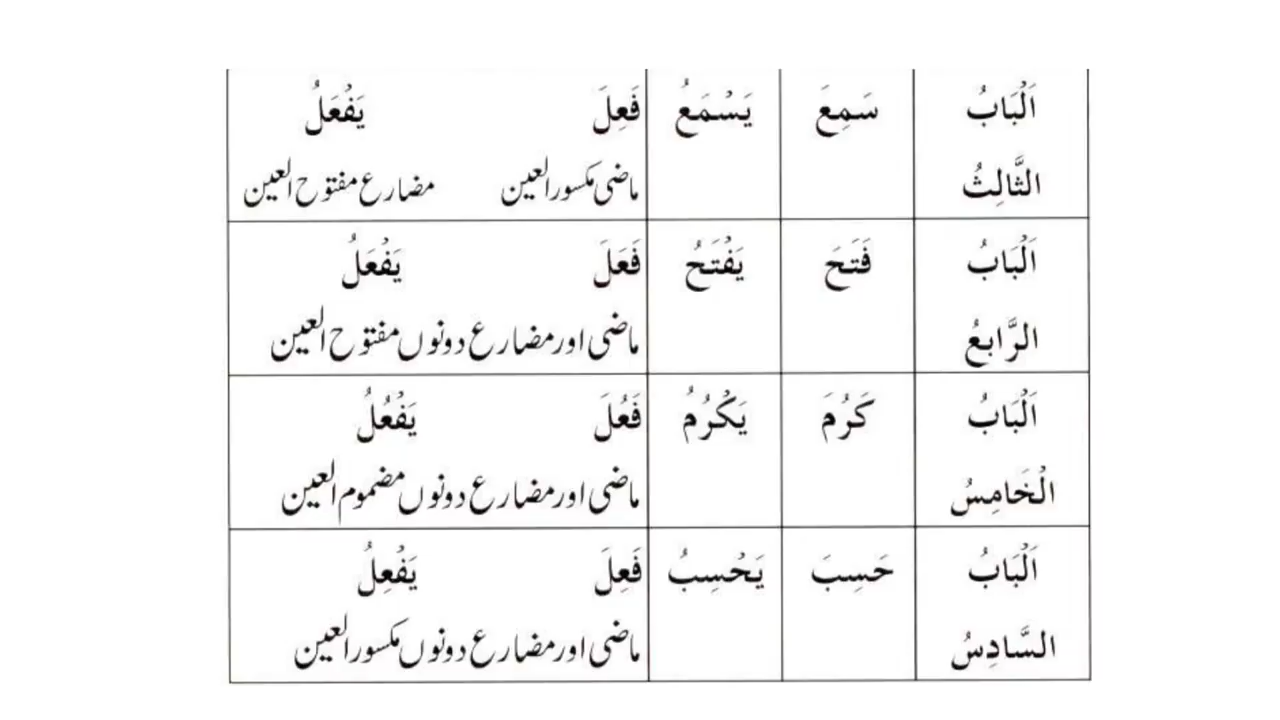 اَلْبَابُ سَمِعَ يَسْمَعُ فَعِلَ يَفْعَلُ
الثَّالِثُ ماضی مکسور العین مضارع مفتوح العین
اَلْبَابُ فَتَحَ يَفْتَحُ فَعَلَ يَفْعَلُ
الرَّابِعُ ماضی اور مضارع دونوں مفتوح العین
اَلْبَابُ كَرُمَ يَكْرُمُ فَعُلَ يَفْعُلُ
الْخَامِسُ ماضی اور مضارع دونوں مضموم العین
اَلْبَابُ حَسِبَ يَحْسِبُ فَعِلَ يَفْعِلُ
السَّادِسُ ماضی اور مضارع دونوں مکسور العین